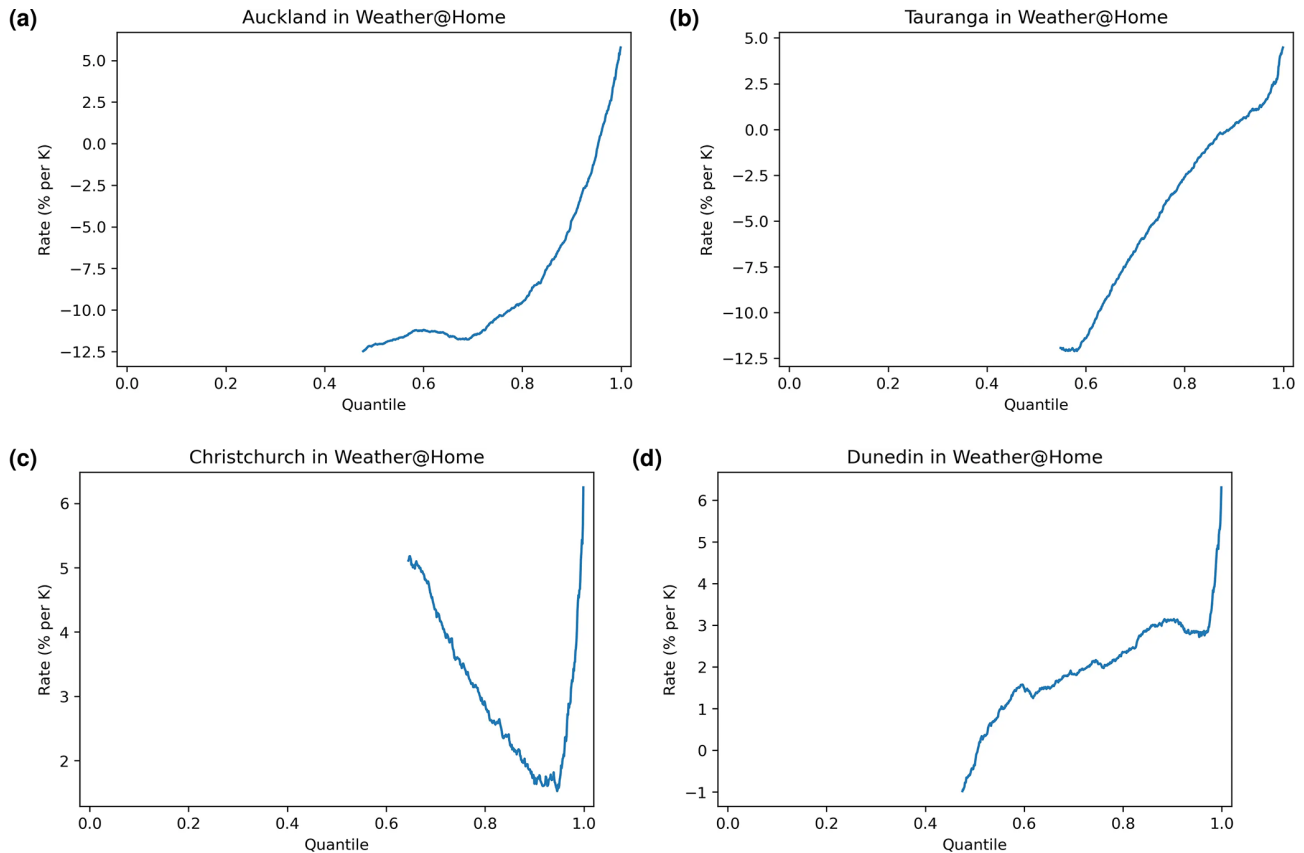 (a)
Auckland in Weather@Home
5.0
2.5
0.0
−2.5
−5.0
−7.5
−10.0
−12.5
Rate (% per K)
0.0 0.2 0.4 0.6 0.8 1.0
Quantile
(b)
Tauranga in Weather@Home
5.0
2.5
0.0
−2.5
−5.0
−7.5
−10.0
−12.5
Rate (% per K)
0.0 0.2 0.4 0.6 0.8 1.0
Quantile
(c)
Christchurch in Weather@Home
6
5
4
3
2
Rate (% per K)
0.0 0.2 0.4 0.6 0.8 1.0
Quantile
(d)
Dunedin in Weather@Home
6
5
4
3
2
1
0
−1
Rate (% per K)
0.0 0.2 0.4 0.6 0.8 1.0
Quantile